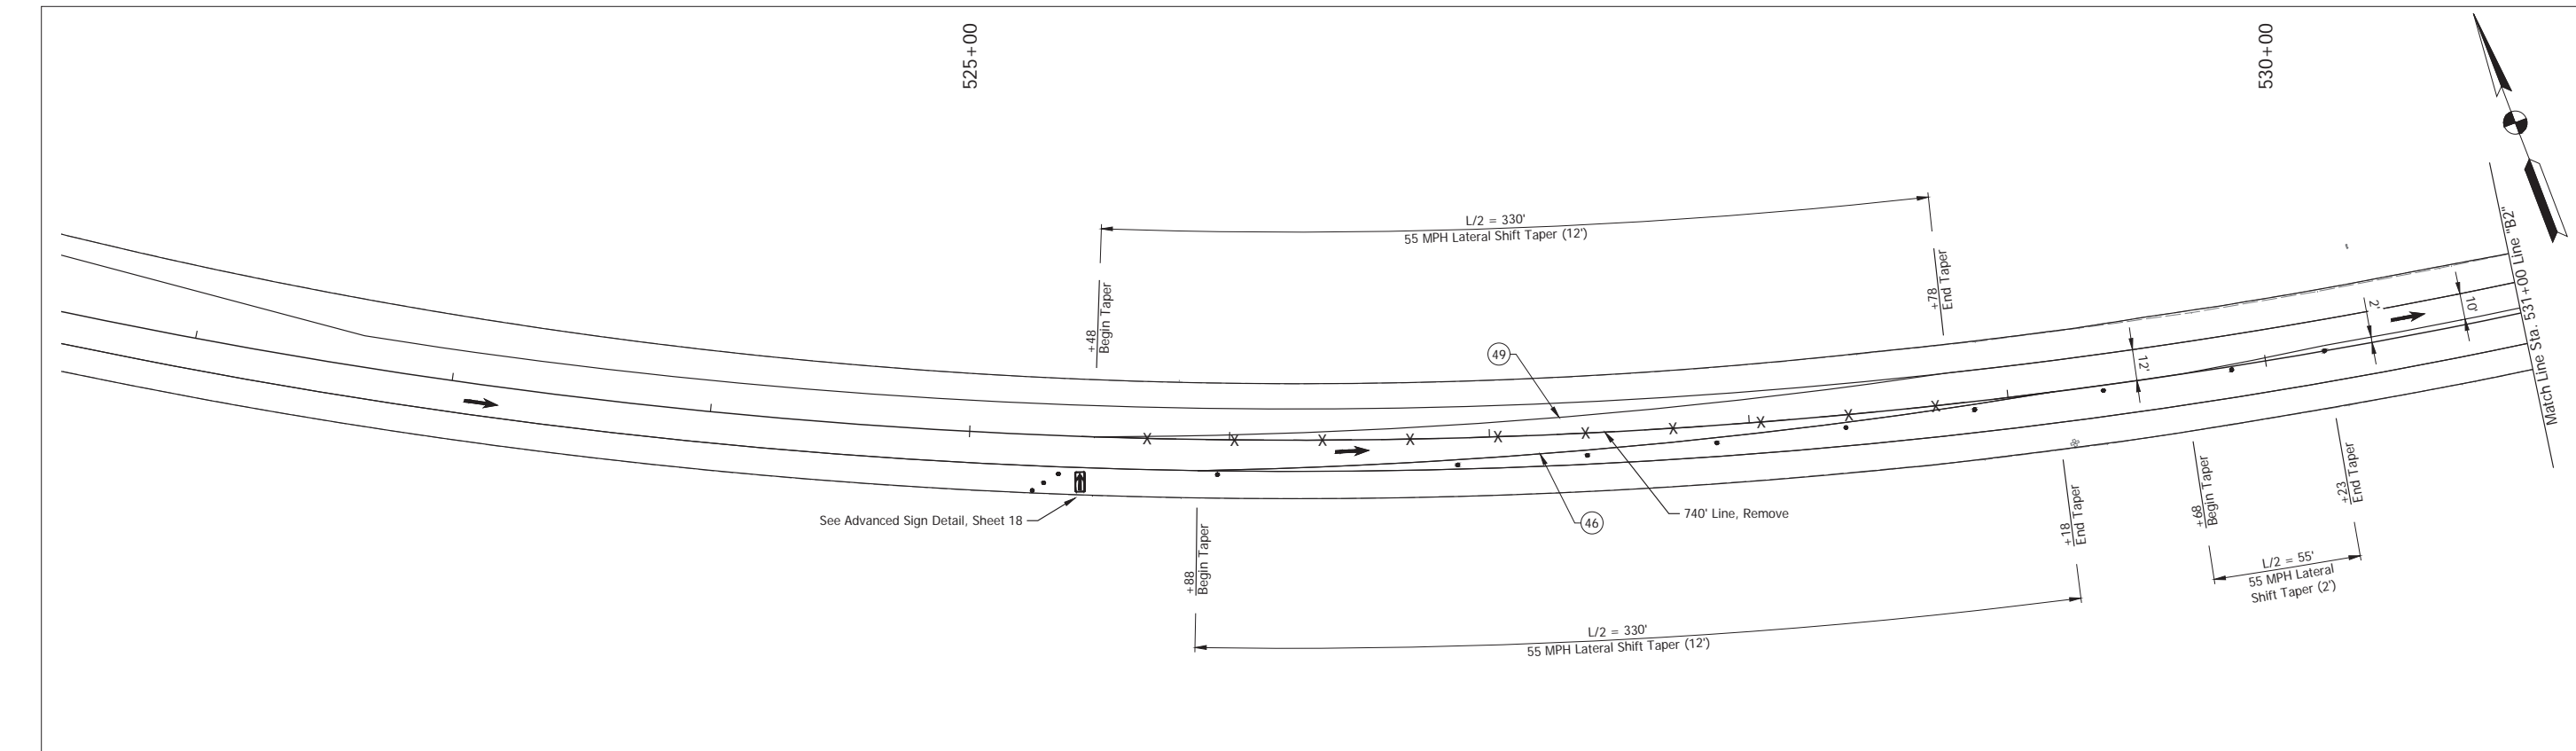 525+00
530+00
L/2 = 330'
55 MPH Lateral Shift Taper (12')
+48
Begin Taper
+78
End Taper
Match Line Sta. 531+00 Line "B2"
2'
10'
12'
49
X X X X X X X X X X
See Advanced Sign Detail, Sheet 18
740' Line, Remove
46
+88
Begin Taper
+18
End Taper
+68
Begin Taper
+23
End Taper
L/2 = 55'
55 MPH Lateral
Shift Taper (2')
L/2 = 330'
55 MPH Lateral Shift Taper (12')